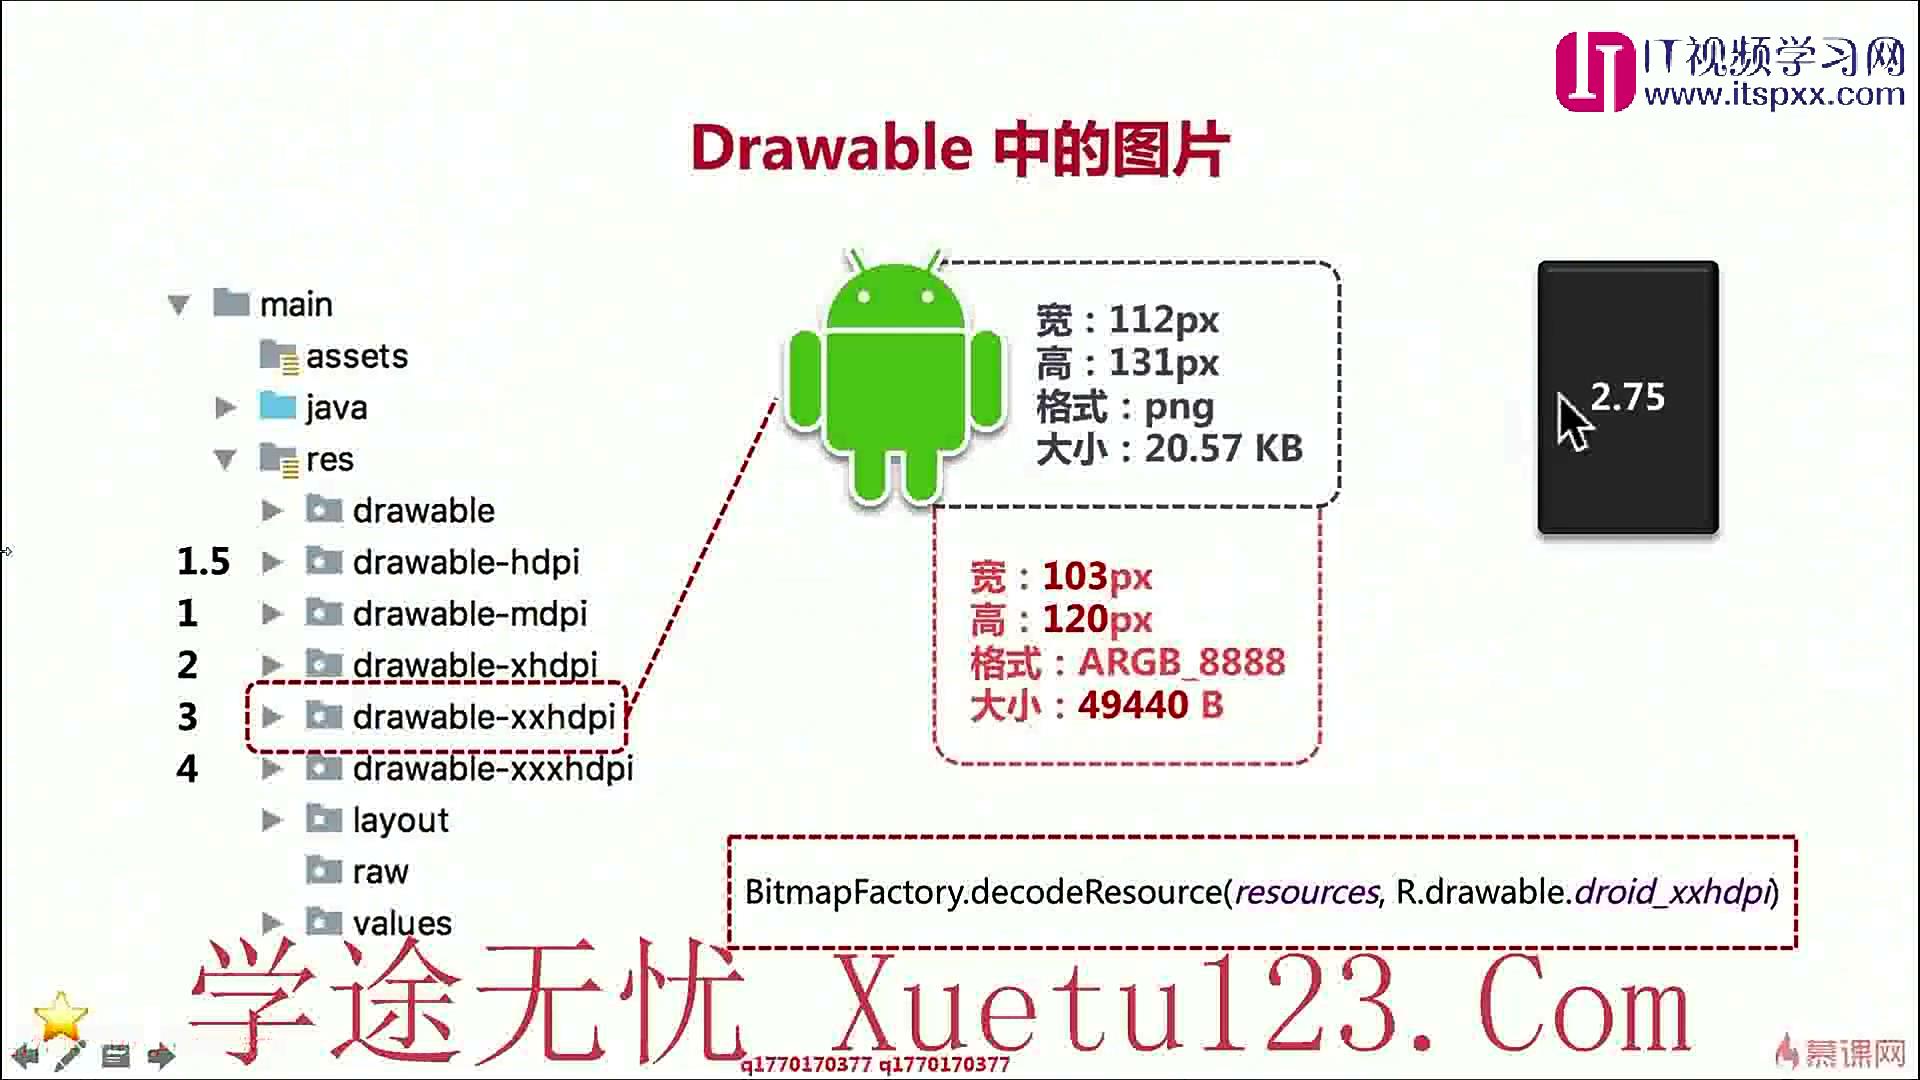 IT视频学习网
www.itspxx.com
Drawable 中的图片
main
assets
java
res
drawable
1.5 drawable-hdpi
1 drawable-mdpi
2 drawable-xhdpi
3 drawable-xxhdpi
4 drawable-xxxhdpi
layout
raw
values
宽：112px
高：131px
格式：png
大小：20.57 KB
宽：103px
高：120px
格式：ARGB_8888
大小：49440 B
2.75
BitmapFactory.decodeResource(resources, R.drawable.droid_xxhdpi)
学途无忧 Xuetu123.Com
q1770170377 q1770170377
慕课网